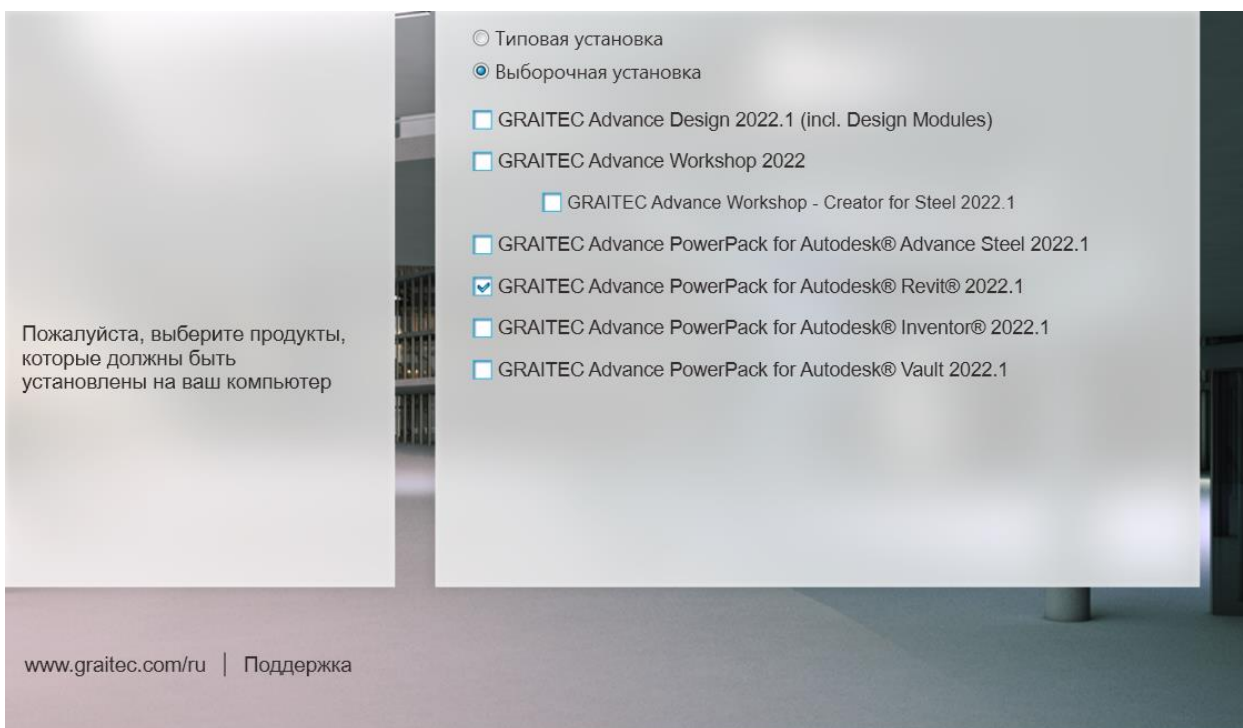 Типовая установка
Выборочная установка
GRAITEC Advance Design 2022.1 (incl. Design Modules)
GRAITEC Advance Workshop 2022
GRAITEC Advance Workshop - Creator for Steel 2022.1
GRAITEC Advance PowerPack for Autodesk® Advance Steel 2022.1
GRAITEC Advance PowerPack for Autodesk® Revit® 2022.1
GRAITEC Advance PowerPack for Autodesk® Inventor® 2022.1
GRAITEC Advance PowerPack for Autodesk® Vault 2022.1
Пожалуйста, выберите продукты,
которые должны быть
установлены на ваш компьютер
www.graitec.com/ru | Поддержка